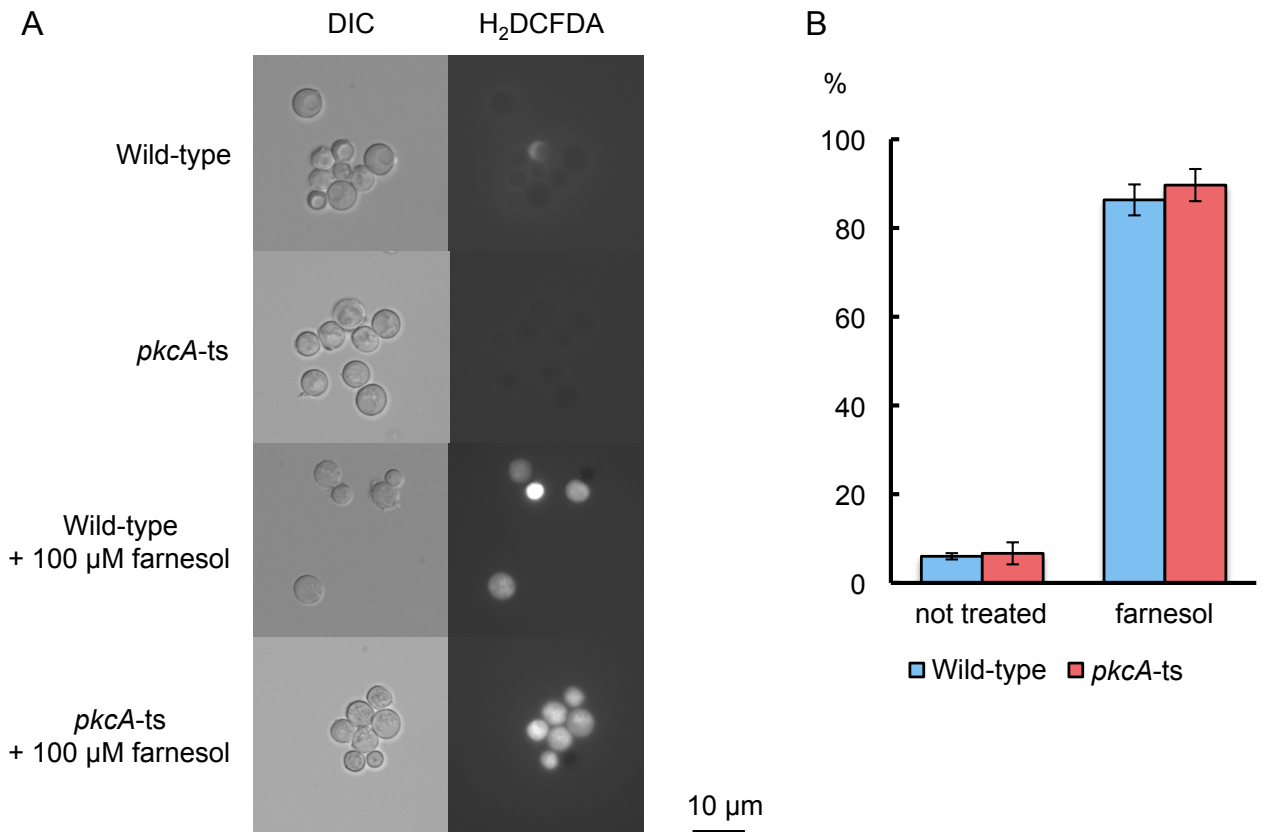 A
DIC
H₂DCFDA
Wild-type
pkcA-ts
Wild-type
+ 100 µM farnesol
pkcA-ts
+ 100 µM farnesol
10 µm
B
%
100
80
60
40
20
0
not treated
farnesol
Wild-type
pkcA-ts